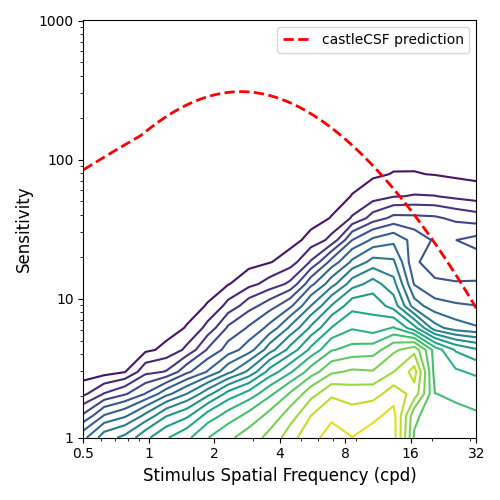 1000
castleCSF prediction
100
Sensitivity
10
1
0.5 1 2 4 8 16 32
Stimulus Spatial Frequency (cpd)